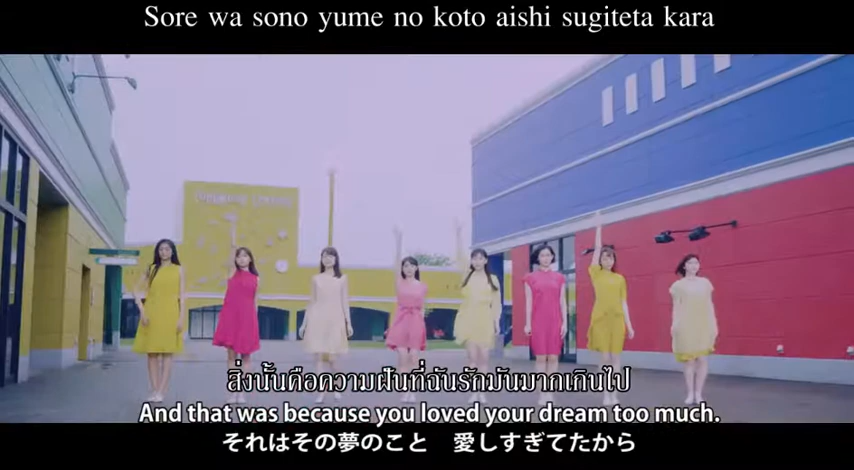 Sore wa sono yume no koto aishi sugiteta kara
สิ่งนั้นคือความฝันที่ฉันรักมันมากเกินไป
And that was because you loved your dream too much.
それはその夢のこと　愛しすぎてたから